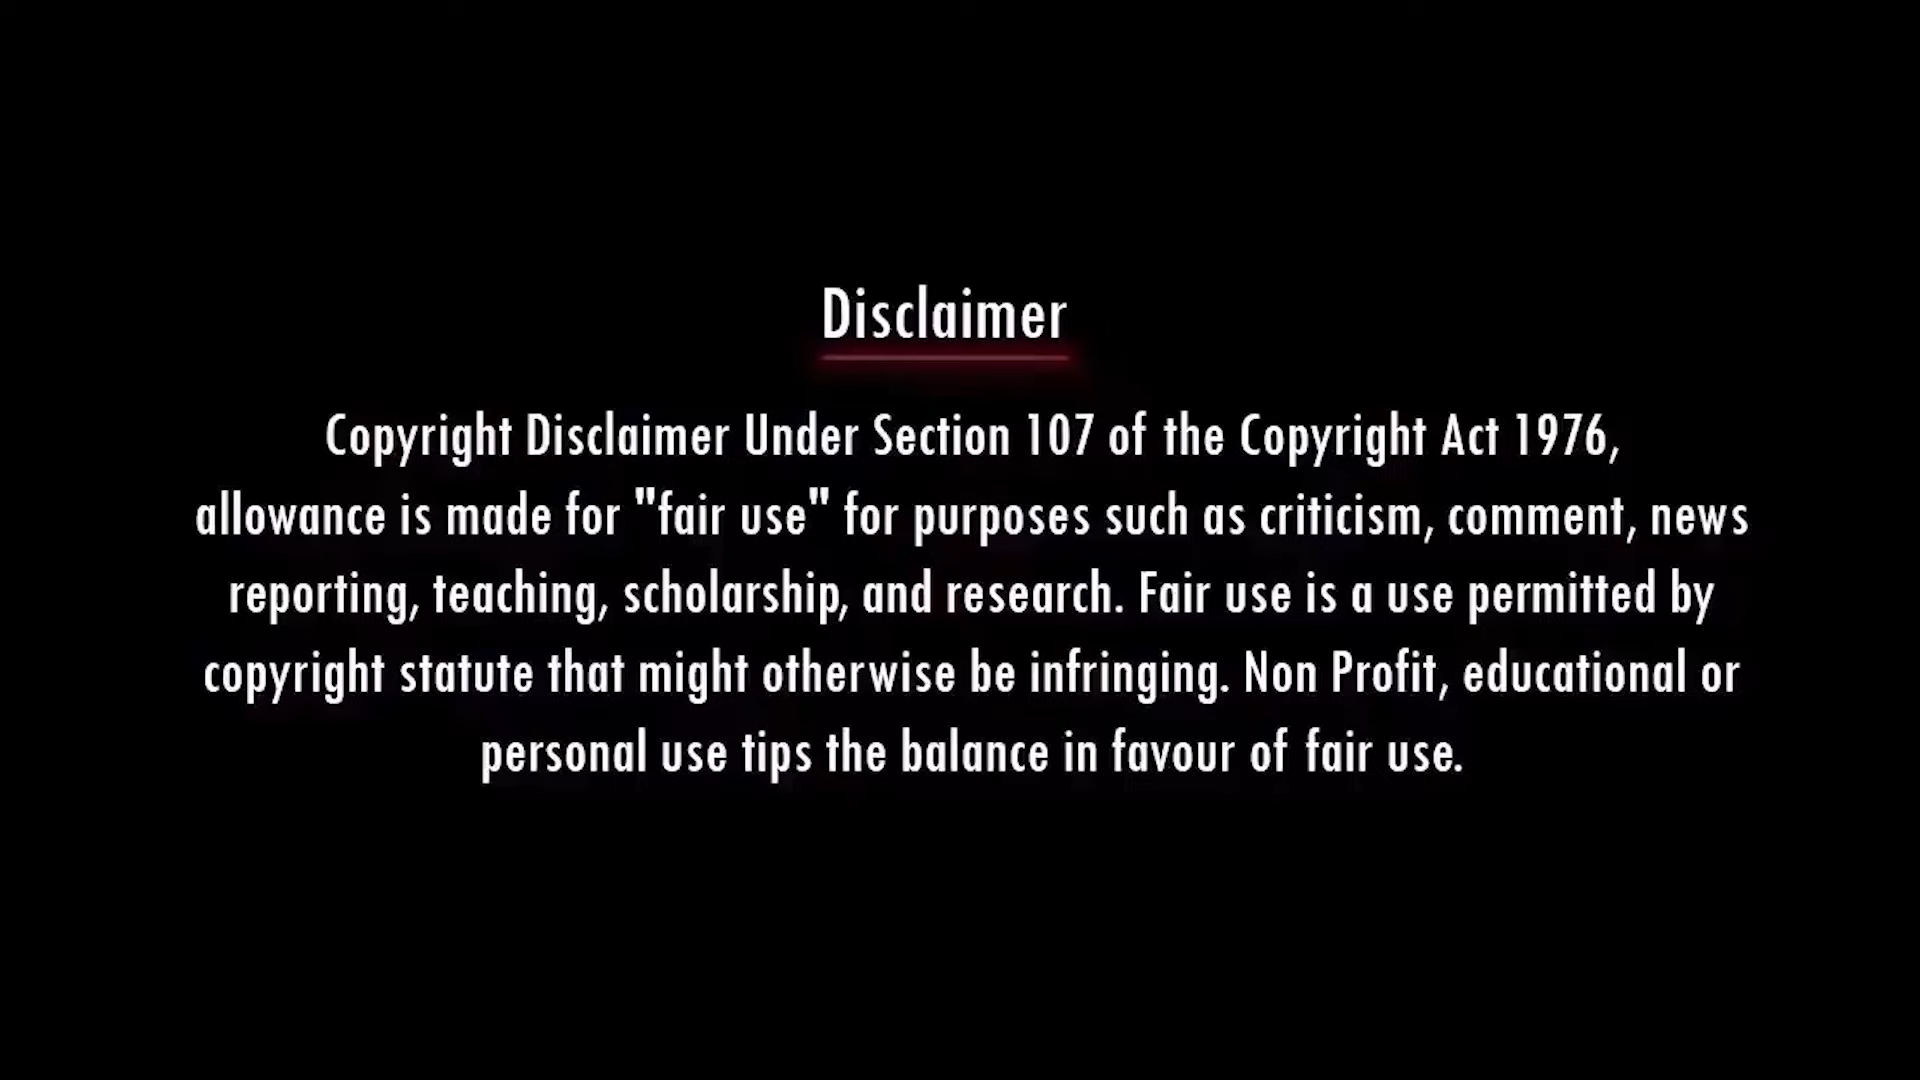 Disclaimer
Copyright Disclaimer Under Section 107 of the Copyright Act 1976,
allowance is made for "fair use" for purposes such as criticism, comment, news
reporting, teaching, scholarship, and research. Fair use is a use permitted by
copyright statute that might otherwise be infringing. Non Profit, educational or
personal use tips the balance in favour of fair use.